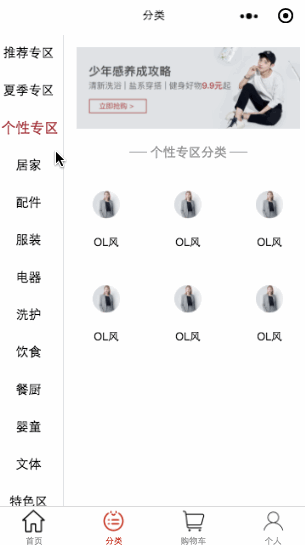 分类
推荐专区
夏季专区
个性专区
居家
配件
服装
电器
洗护
饮食
餐厨
婴童
文体
特色区
少年感养成攻略
清新洗浴 | 盐系穿搭 | 健身好物9.9元起
立即抢购 >
个性专区分类
OL风 OL风 OL风
OL风 OL风 OL风
首页 分类 购物车 个人